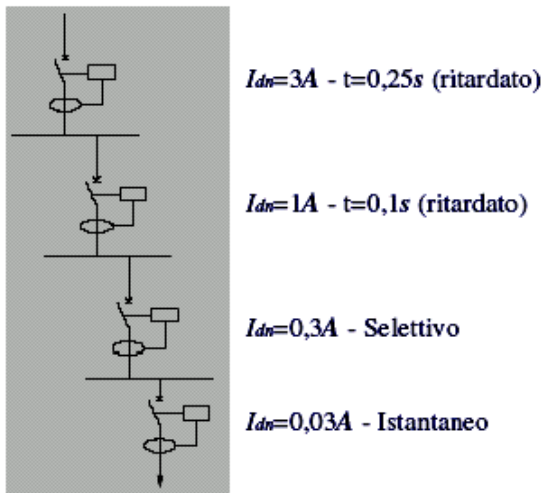 Idn=3A - t=0,25s (ritardato)
Idn=1A - t=0,1s (ritardato)
Idn=0,3A - Selettivo
Idn=0,03A - Istantaneo